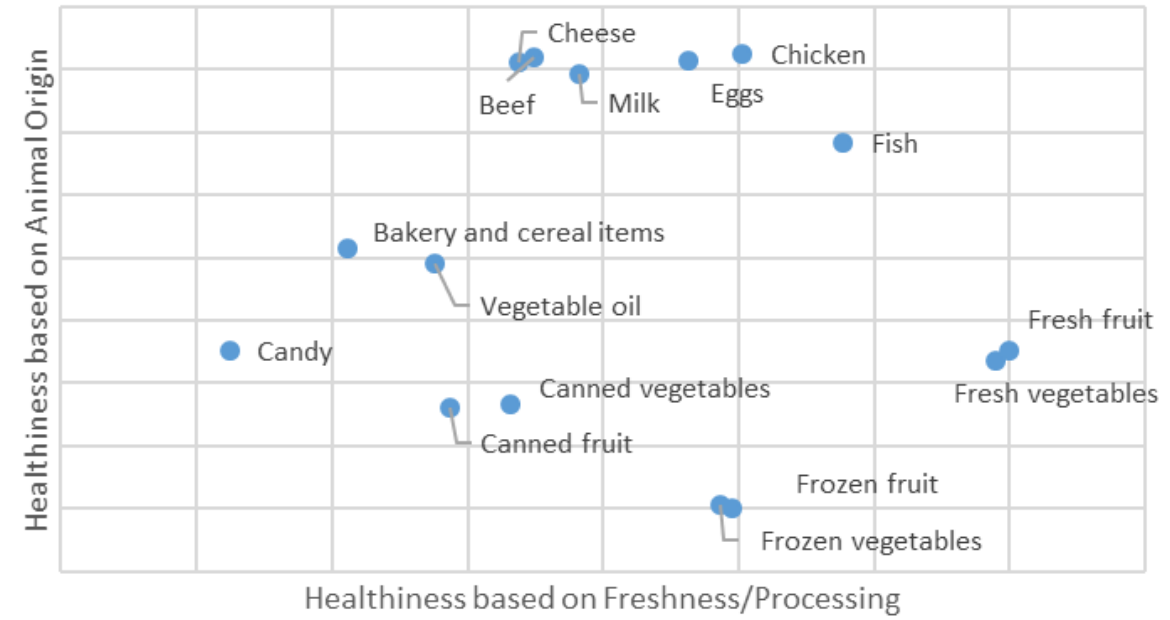 Healthiness based on Animal Origin
Cheese
Chicken
Beef
Milk
Eggs
Fish
Bakery and cereal items
Vegetable oil
Fresh fruit
Candy
Canned vegetables
Fresh vegetables
Canned fruit
Frozen fruit
Frozen vegetables
Healthiness based on Freshness/Processing